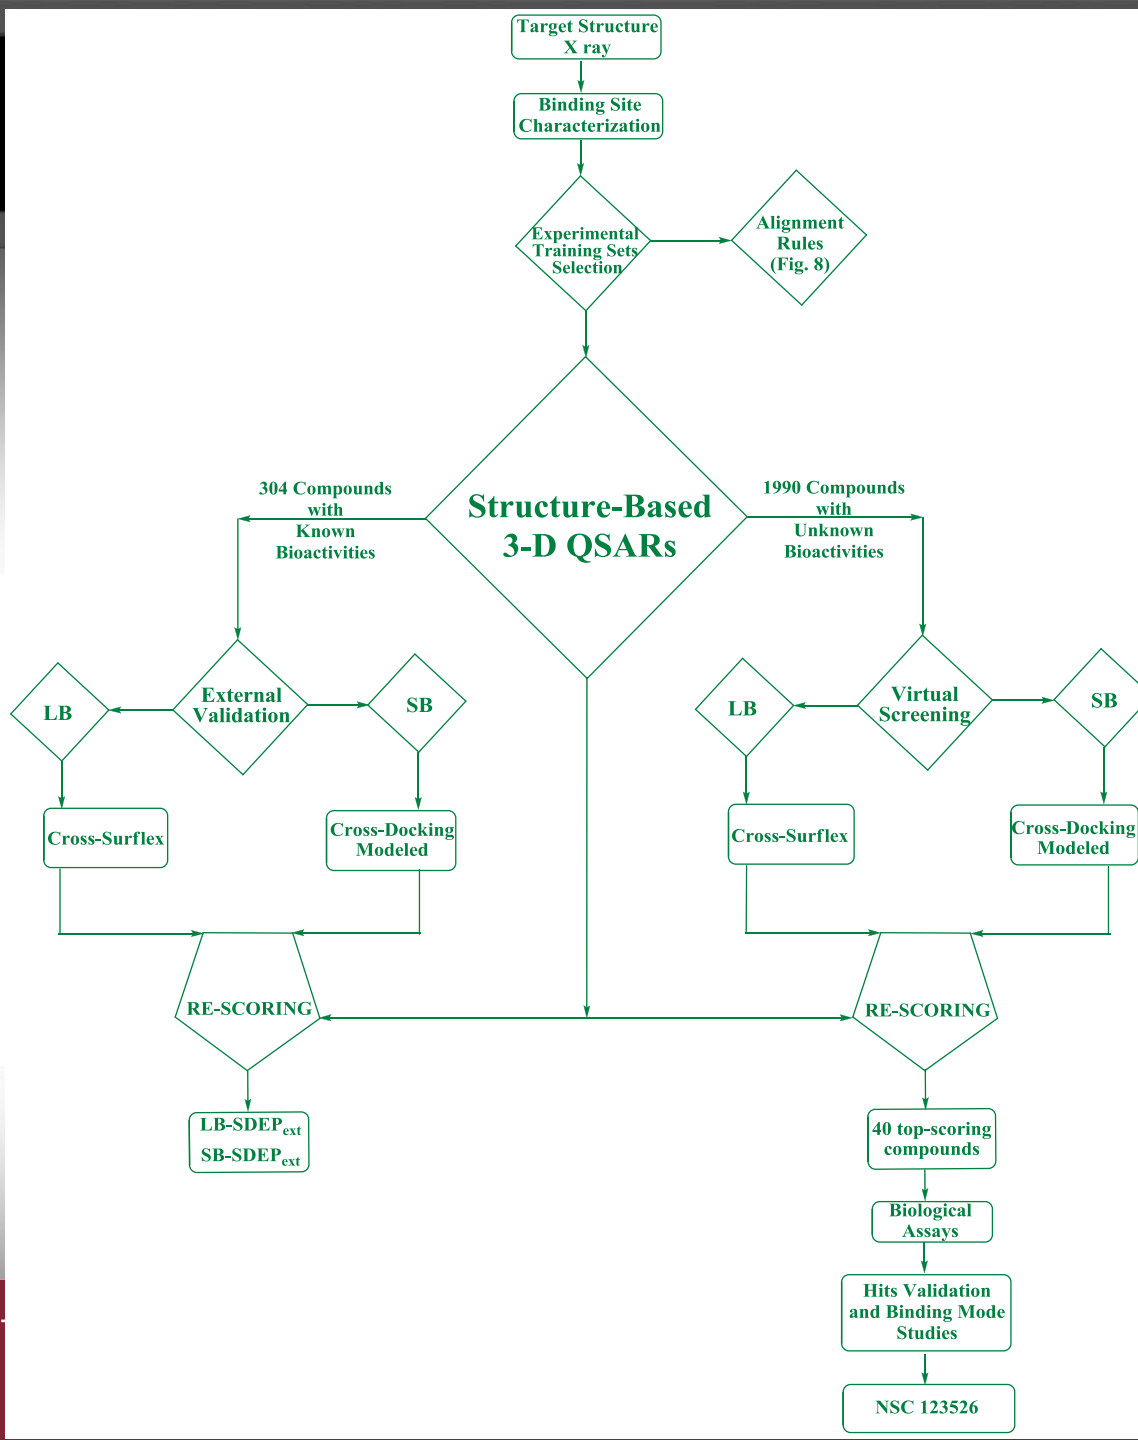 Target Structure
X ray
Binding Site
Characterization
Experimental
Training Sets
Selection
Alignment
Rules
(Fig. 8)
Structure-Based
3-D QSARs
304 Compounds
with
Known
Bioactivities
1990 Compounds
with
Unknown
Bioactivities
LB
External
Validation
SB
LB
Virtual
Screening
SB
Cross-Surflex
Cross-Docking
Modeled
Cross-Surflex
Cross-Docking
Modeled
RE-SCORING
RE-SCORING
LB-SDEPext
SB-SDEPext
40 top-scoring
compounds
Biological
Assays
Hits Validation
and Binding Mode
Studies
NSC 123526